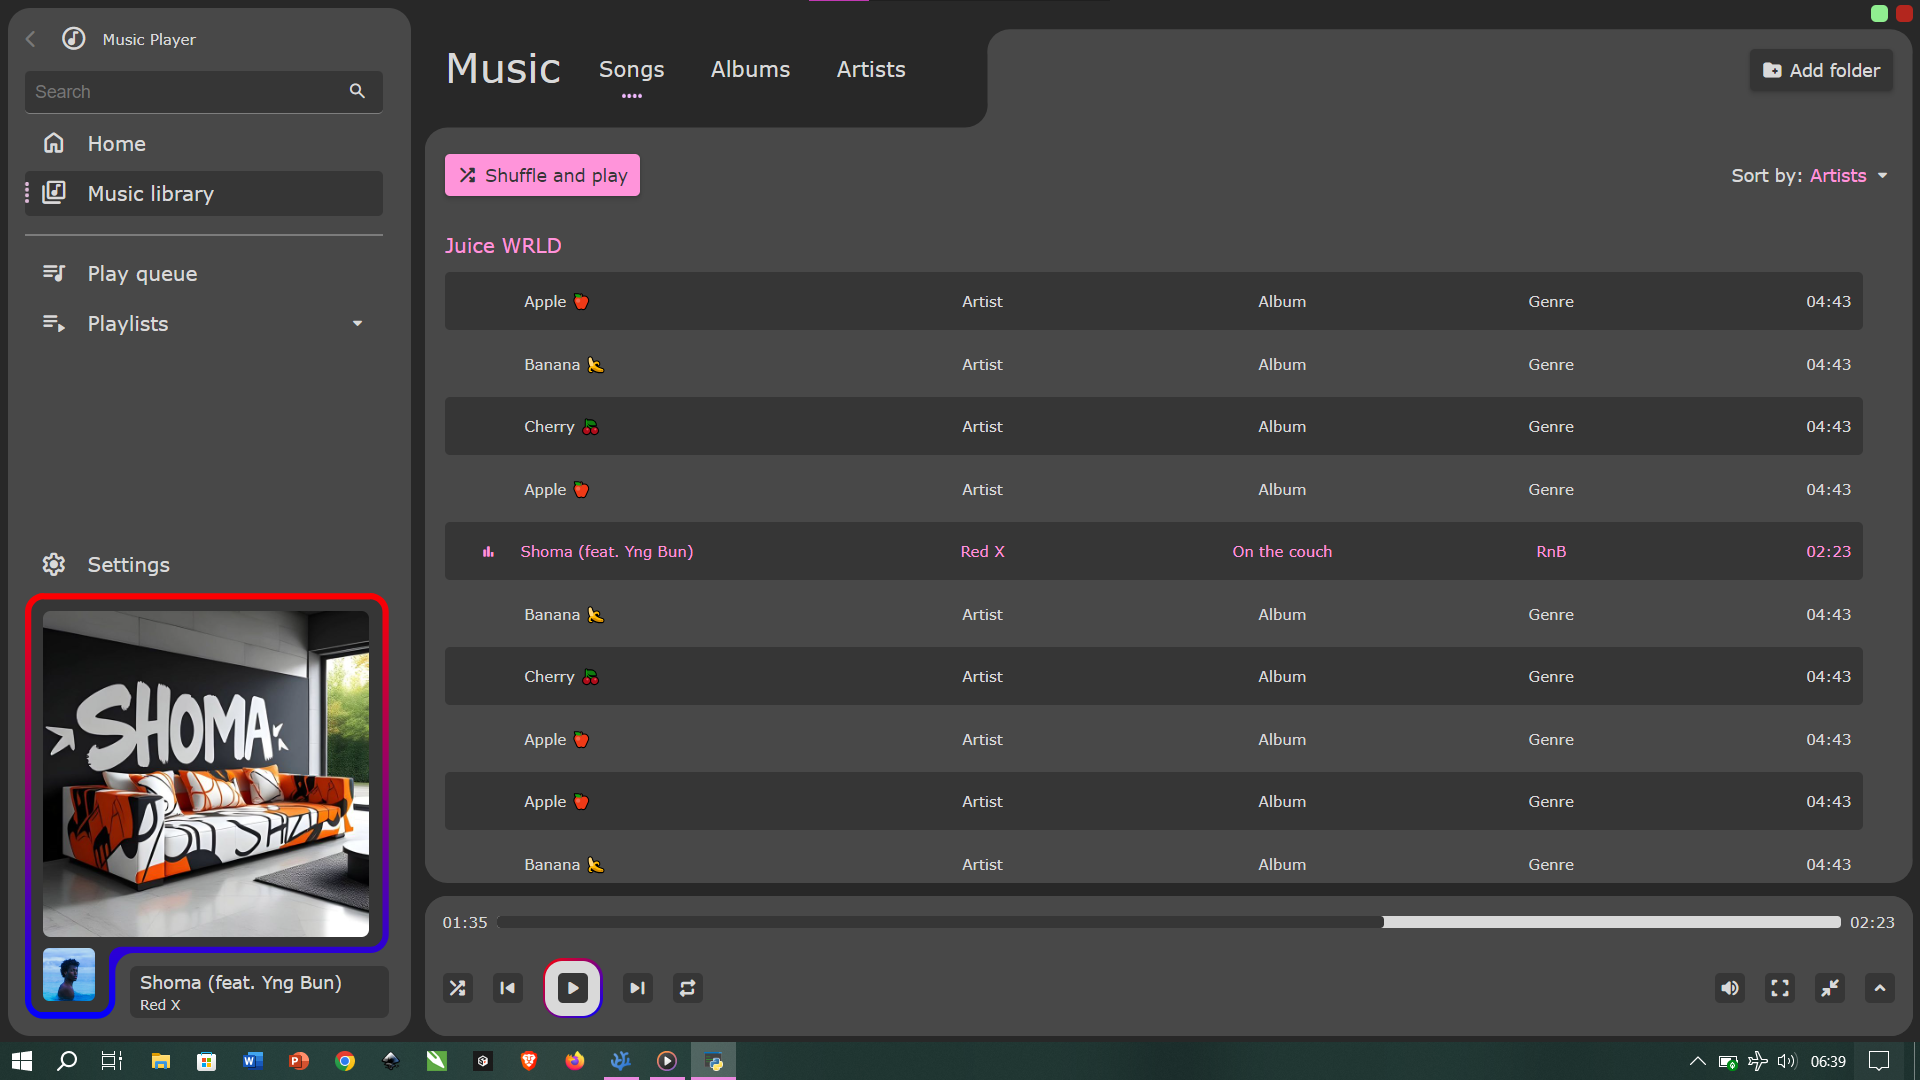 Music Player
Search
Home
Music library
Play queue
Playlists
Settings
SHOMA
Shoma (feat. Yng Bun)
Red X
Music Songs Albums Artists
Add folder
Shuffle and play
Sort by: Artists
Juice WRLD
Apple 🍎 Artist Album Genre 04:43
Banana 🍌 Artist Album Genre 04:43
Cherry 🍒 Artist Album Genre 04:43
Apple 🍎 Artist Album Genre 04:43
Shoma (feat. Yng Bun) Red X On the couch RnB 02:23
Banana 🍌 Artist Album Genre 04:43
Cherry 🍒 Artist Album Genre 04:43
Apple 🍎 Artist Album Genre 04:43
Apple 🍎 Artist Album Genre 04:43
Banana 🍌 Artist Album Genre 04:43
01:35 02:23
06:39